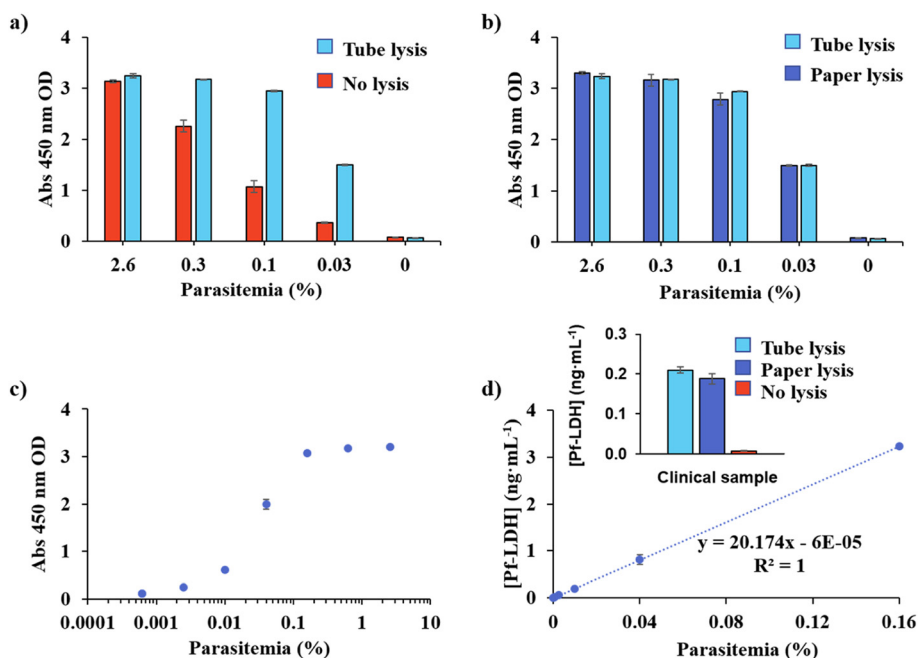 a)
4
3
2
1
0
Abs 450 nm OD
Tube lysis
No lysis
2.6 0.3 0.1 0.03 0
Parasitemia (%)
b)
4
3
2
1
0
Abs 450 nm OD
Tube lysis
Paper lysis
2.6 0.3 0.1 0.03 0
Parasitemia (%)
c)
4
3
2
1
0
Abs 450 nm OD
0.0001 0.001 0.01 0.1 1 10
Parasitemia (%)
d)
4
3
2
1
0
[Pf-LDH] (ng·mL⁻¹)
0.3
0.2
0.1
0.0
[Pf-LDH] (ng·mL⁻¹)
Tube lysis
Paper lysis
No lysis
Clinical sample
y = 20.174x - 6E-05
R² = 1
0 0.04 0.08 0.12 0.16
Parasitemia (%)